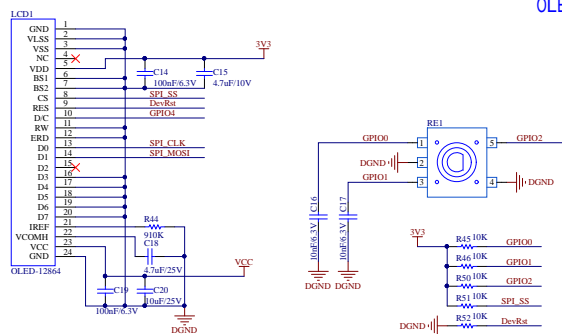 OLE
LCD1
GND 1
VLSS 2
VSS 3
NC 4
VDD 5
BS1 6
BS2 7
CS 8 SPI_SS
RES 9 DevRst
D/C 10 GPIO4
RW 11
ERD 12
D0 13 SPI_CLK
D1 14 SPI_MOSI
D2 15
D3 16
D4 17
D5 18
D6 19
D7 20
IREF 21
VCOMH 22
VCC 23
GND 24
OLED-12864
3V3
C14
100nF/6.3V
C15
4.7uF/10V
R44
910K
C18
4.7uF/25V
VCC
C19
100nF/6.3V
C20
10uF/25V
DGND
RE1
GPIO0 1
DGND 2
GPIO1 3
5 GPIO2
4 DGND
C16
10nF/6.3V
C17
10nF/6.3V
DGND DGND
3V3
R45 10K GPIO0
R46 10K GPIO1
R50 10K GPIO2
R51 10K SPI_SS
DGND R52 10K DevRst